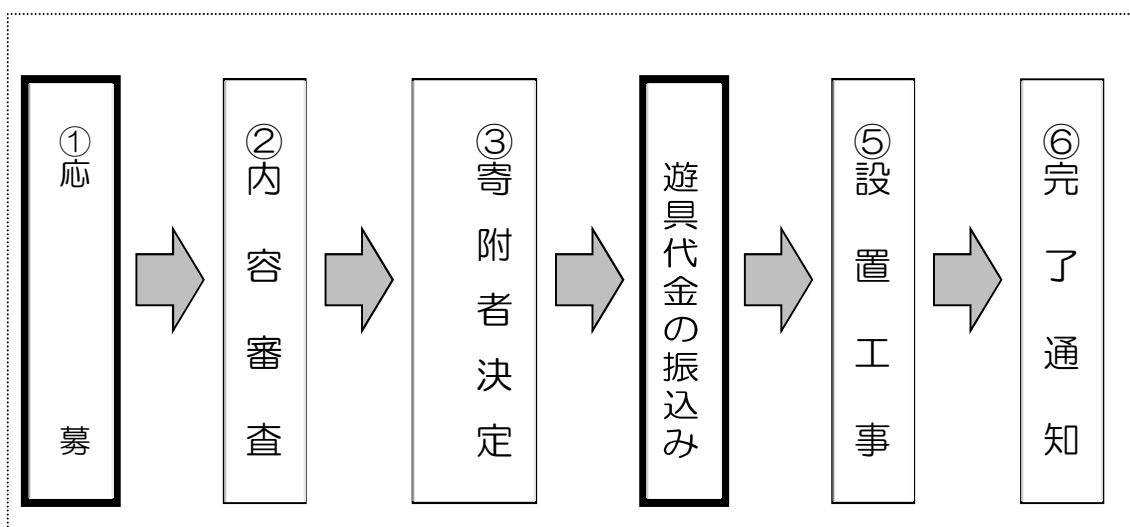 ①応募
②内容審査
③寄附者決定
遊具代金の振込み
⑤設置工事
⑥完了通知